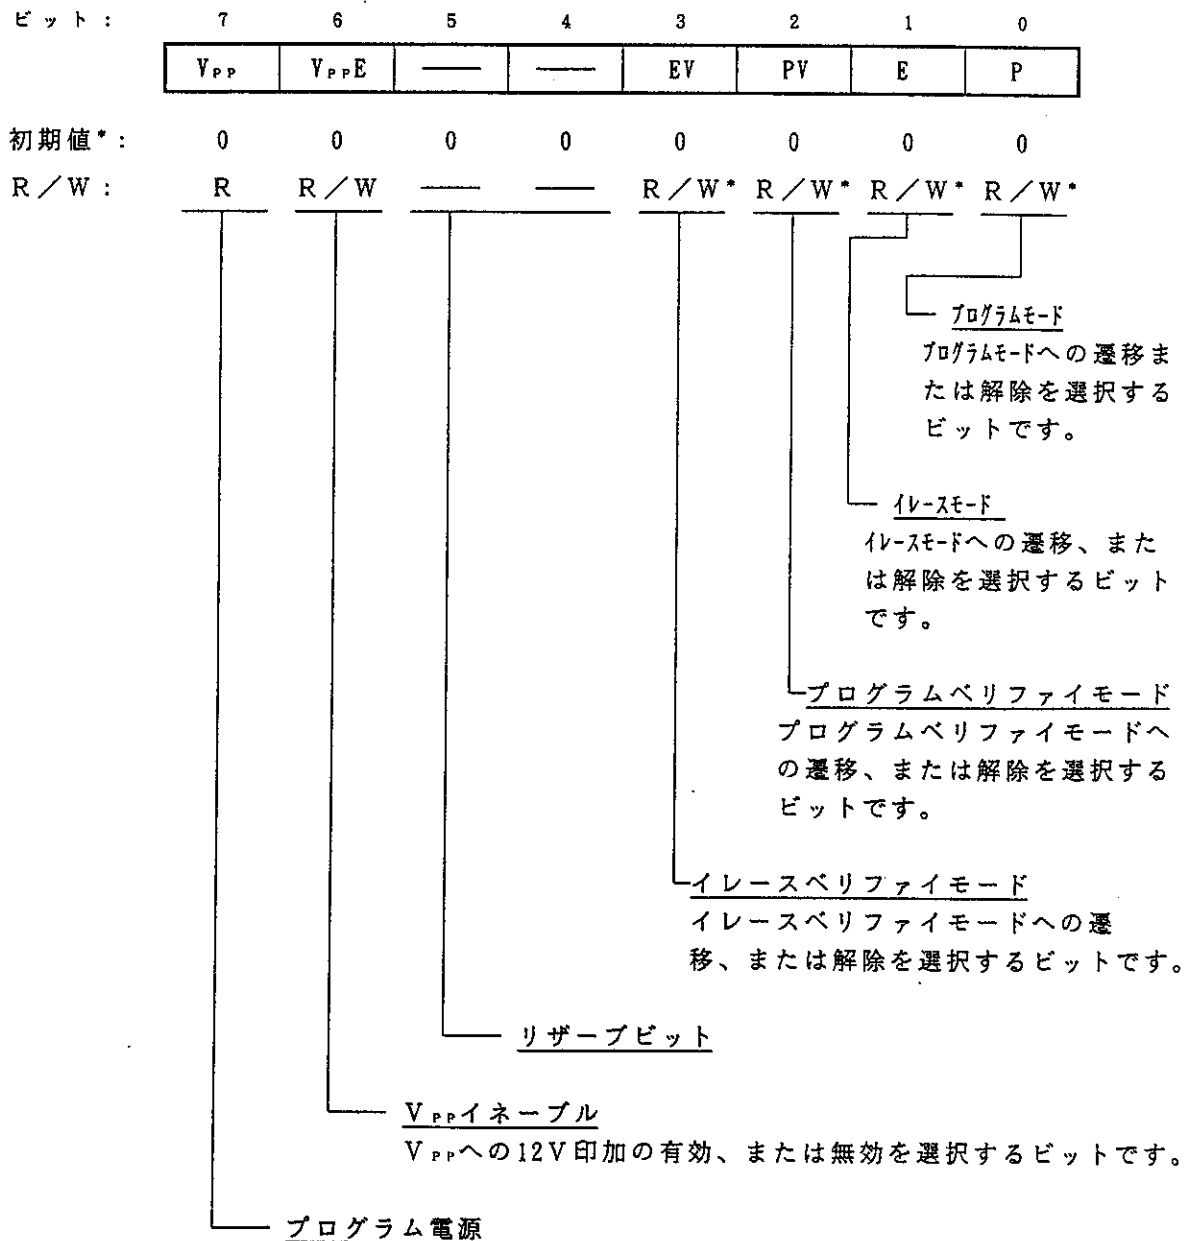 ビット： 7 6 5 4 3 2 1 0
VPP VPPE ── ── EV PV E P
初期値*： 0 0 0 0 0 0 0 0
R／W： R R／W ── ── R／W* R／W* R／W* R／W*
プログラムモード
プログラムモードへの遷移ま
たは解除を選択する
ビットです。
イレースモード
イレースモードへの遷移、また
は解除を選択するビット
です。
プログラムベリファイモード
プログラムベリファイモードへ
の遷移、または解除を選択する
ビットです。
イレースベリファイモード
イレースベリファイモードへの遷
移、または解除を選択するビットです。
リザーブビット
VPPイネーブル
VPPへの12V印加の有効、または無効を選択するビットです。
プログラム電源